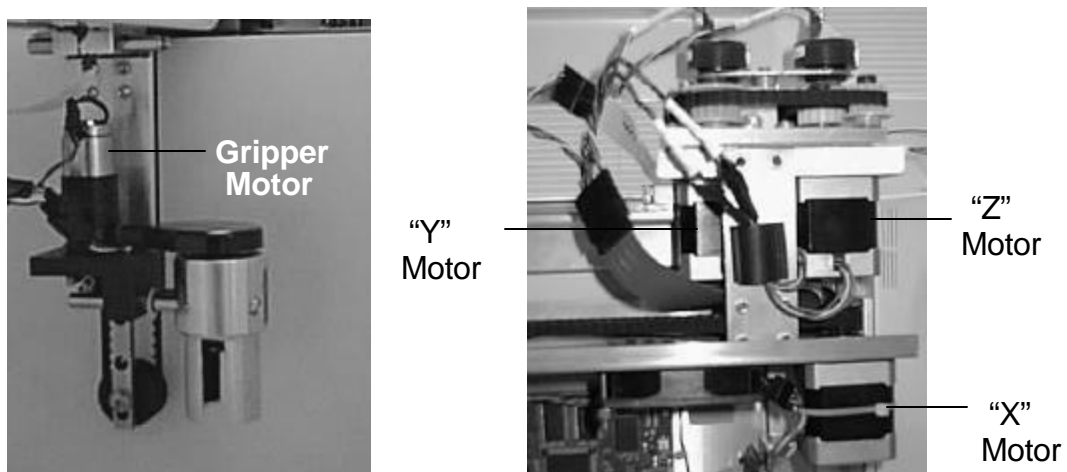 Gripper
Motor
“Y”
Motor
“Z”
Motor
“X”
Motor